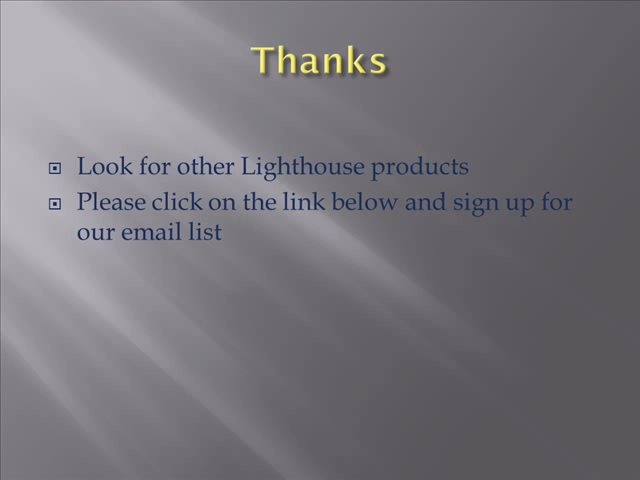 Thanks
Look for other Lighthouse products
Please click on the link below and sign up for
our email list